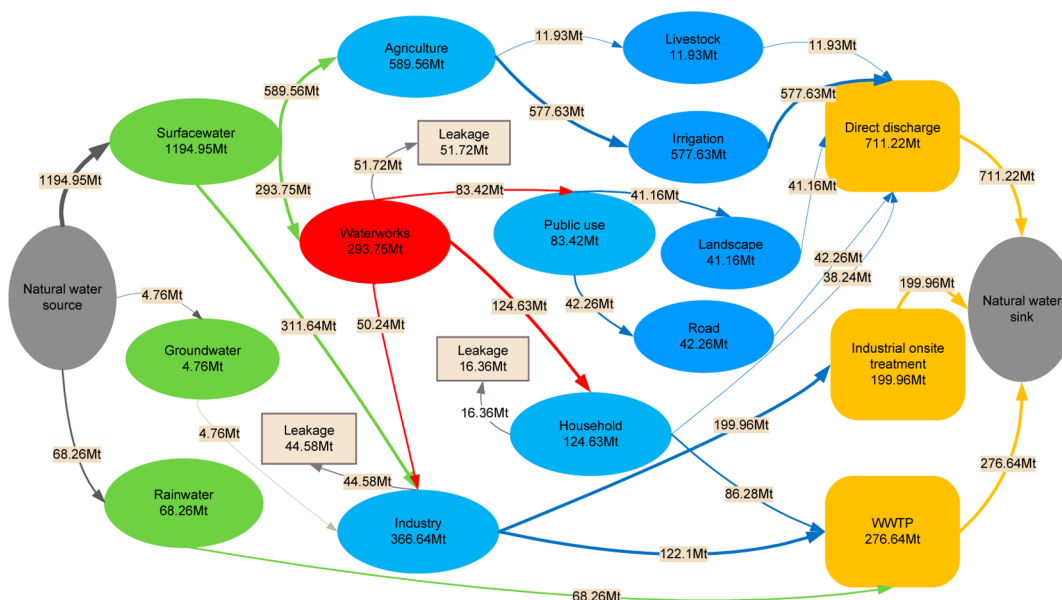 Agriculture
589.56Mt
11.93Mt
Livestock
11.93Mt
11.93Mt
589.56Mt
577.63Mt
577.63Mt
Surfacewater
1194.95Mt
Leakage
51.72Mt
Irrigation
577.63Mt
Direct discharge
711.22Mt
51.72Mt
1194.95Mt
293.75Mt
83.42Mt
41.16Mt
41.16Mt
711.22Mt
Waterworks
293.75Mt
Public use
83.42Mt
Landscape
41.16Mt
42.26Mt
38.24Mt
Natural water
source
4.76Mt
199.96Mt
Natural water
sink
124.63Mt
42.26Mt
311.64Mt
50.24Mt
Road
42.26Mt
Groundwater
4.76Mt
Leakage
16.36Mt
Industrial onsite
treatment
199.96Mt
16.36Mt
Household
124.63Mt
199.96Mt
4.76Mt
Leakage
44.58Mt
68.26Mt
276.64Mt
44.58Mt
86.28Mt
Rainwater
68.26Mt
Industry
366.64Mt
WWTP
276.64Mt
122.1Mt
68.26Mt